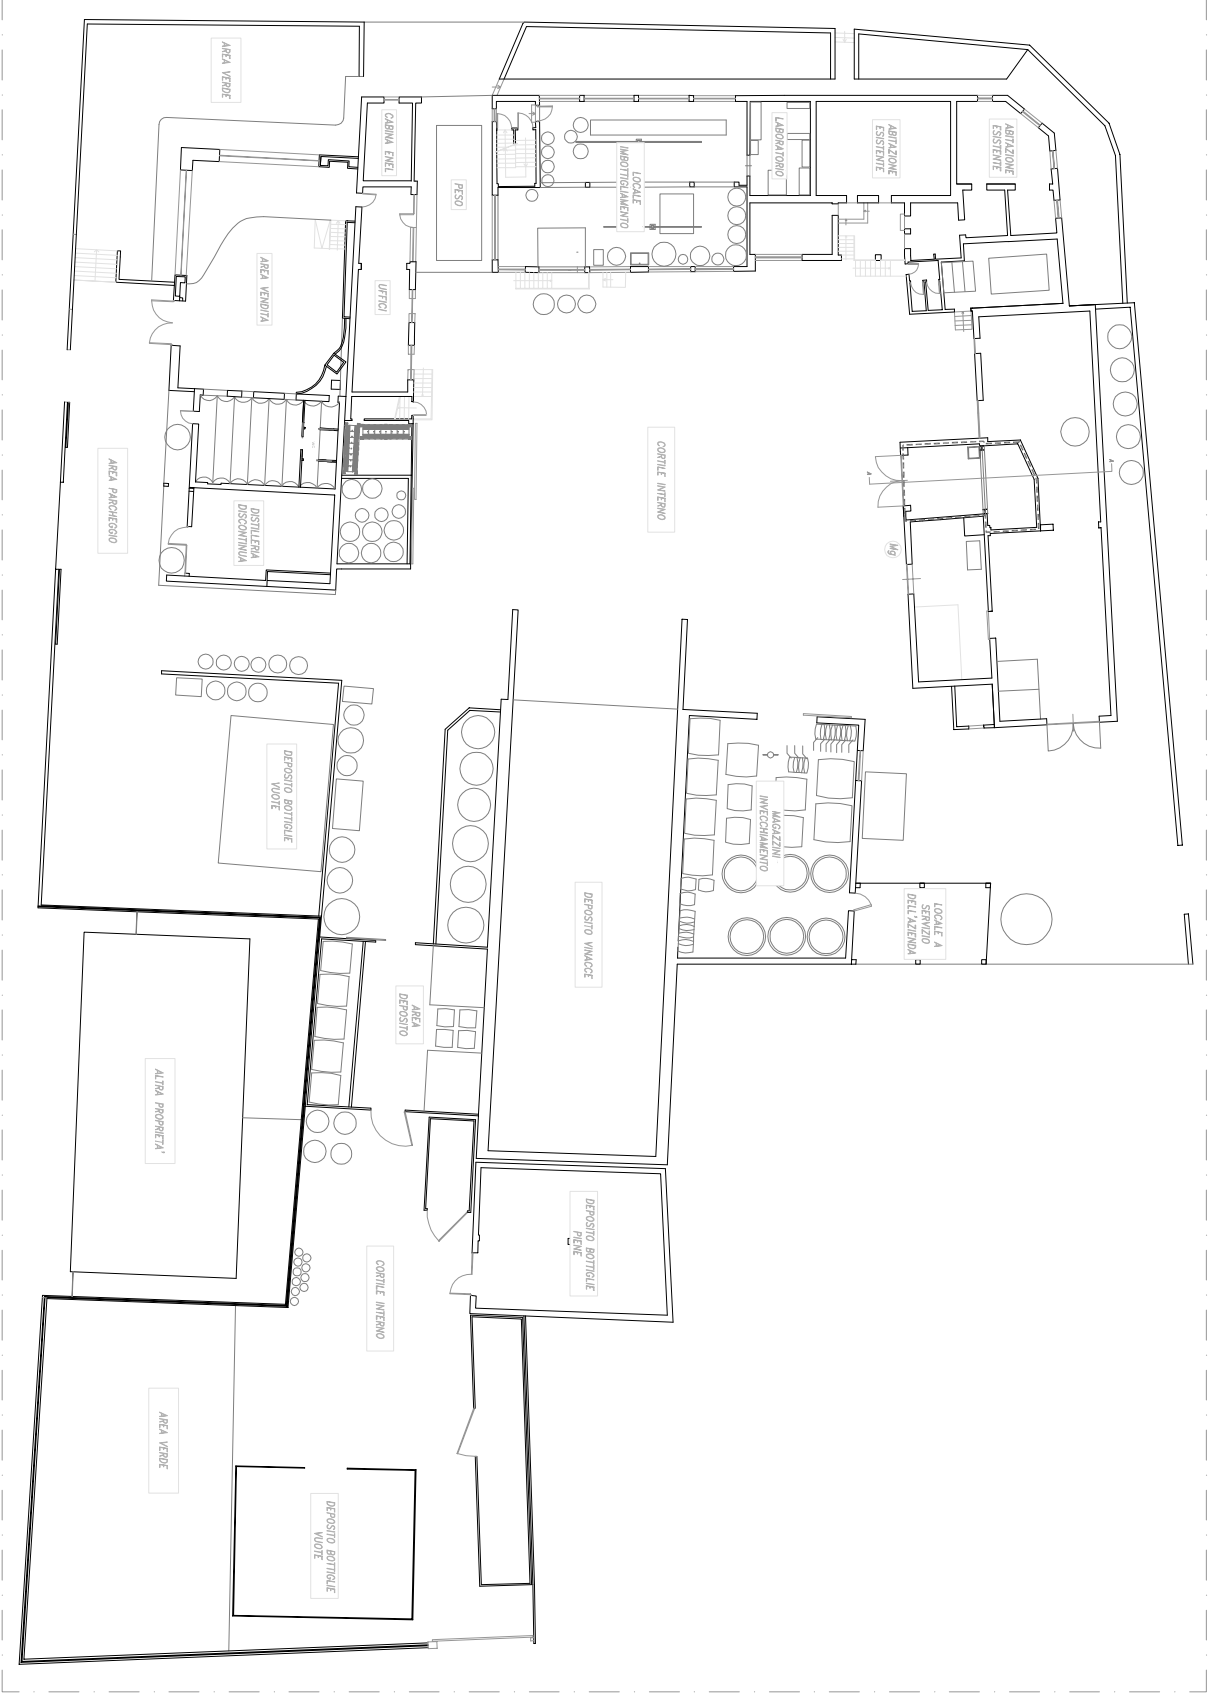 AREA VERDE
CABINA ENEL
PESO
LOCALE
IMBOTTIGLIAMENTO
LABORATORIO
ABITAZIONE
ESISTENTE
ABITAZIONE
ESISTENTE
AREA VENDITA
UFFICI
CORTILE INTERNO
AREA PARCHEGGIO
DISTILLERIA
DISCONTINUA
A
A
Mg
DEPOSITO BOTTIGLIE
VUOTE
MAGAZZINI
INVECCHIAMENTO
DEPOSITO VINACCE
LOCALE A
SERVIZIO
DELL'AZIENDA
AREA
DEPOSITO
ALTRA PROPRIETA'
DEPOSITO BOTTIGLIE
PIENE
CORTILE INTERNO
AREA VERDE
DEPOSITO BOTTIGLIE
VUOTE